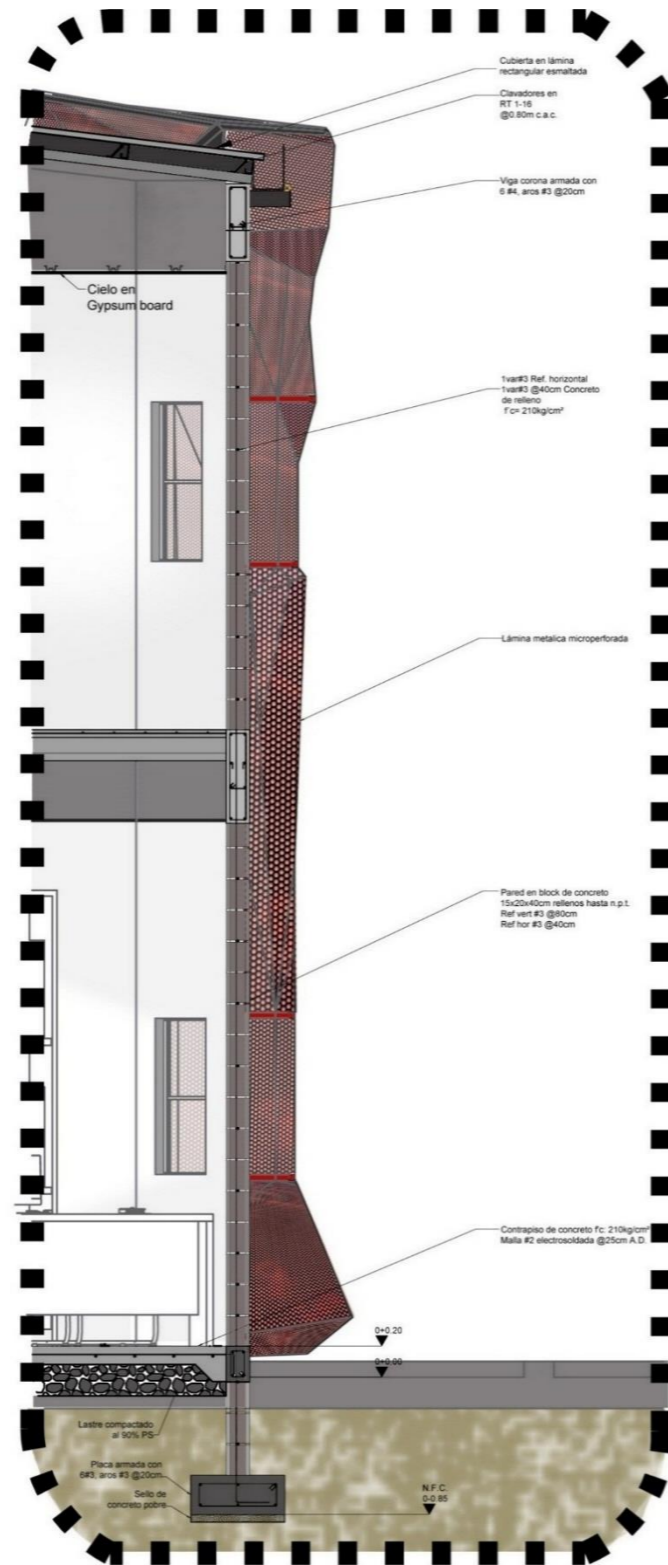 Cubierta en lámina
rectangular esmaltada
Clavadores en
RT 1-16
@0.80m c.a.c.
Viga corona armada con
6 #4, aros #3 @20cm
Cielo en
Gypsum board
1var#3 Ref. horizontal
1var#3 @40cm Concreto
de relleno
f'c= 210kg/cm²
Lámina metalica microperforada
Pared en block de concreto
15x20x40cm rellenos hasta n.p.t.
Ref vert #3 @80cm
Ref hor #3 @40cm
Contrapiso de concreto f'c: 210kg/cm²
Malla #2 electrosoldada @25cm A.D.
0+0.20
0+0.00
Lastre compactado
al 90% PS
Placa armada con
6#3, aros #3 @20cm
Sello de
concreto pobre
N.F.C.
0-0.85